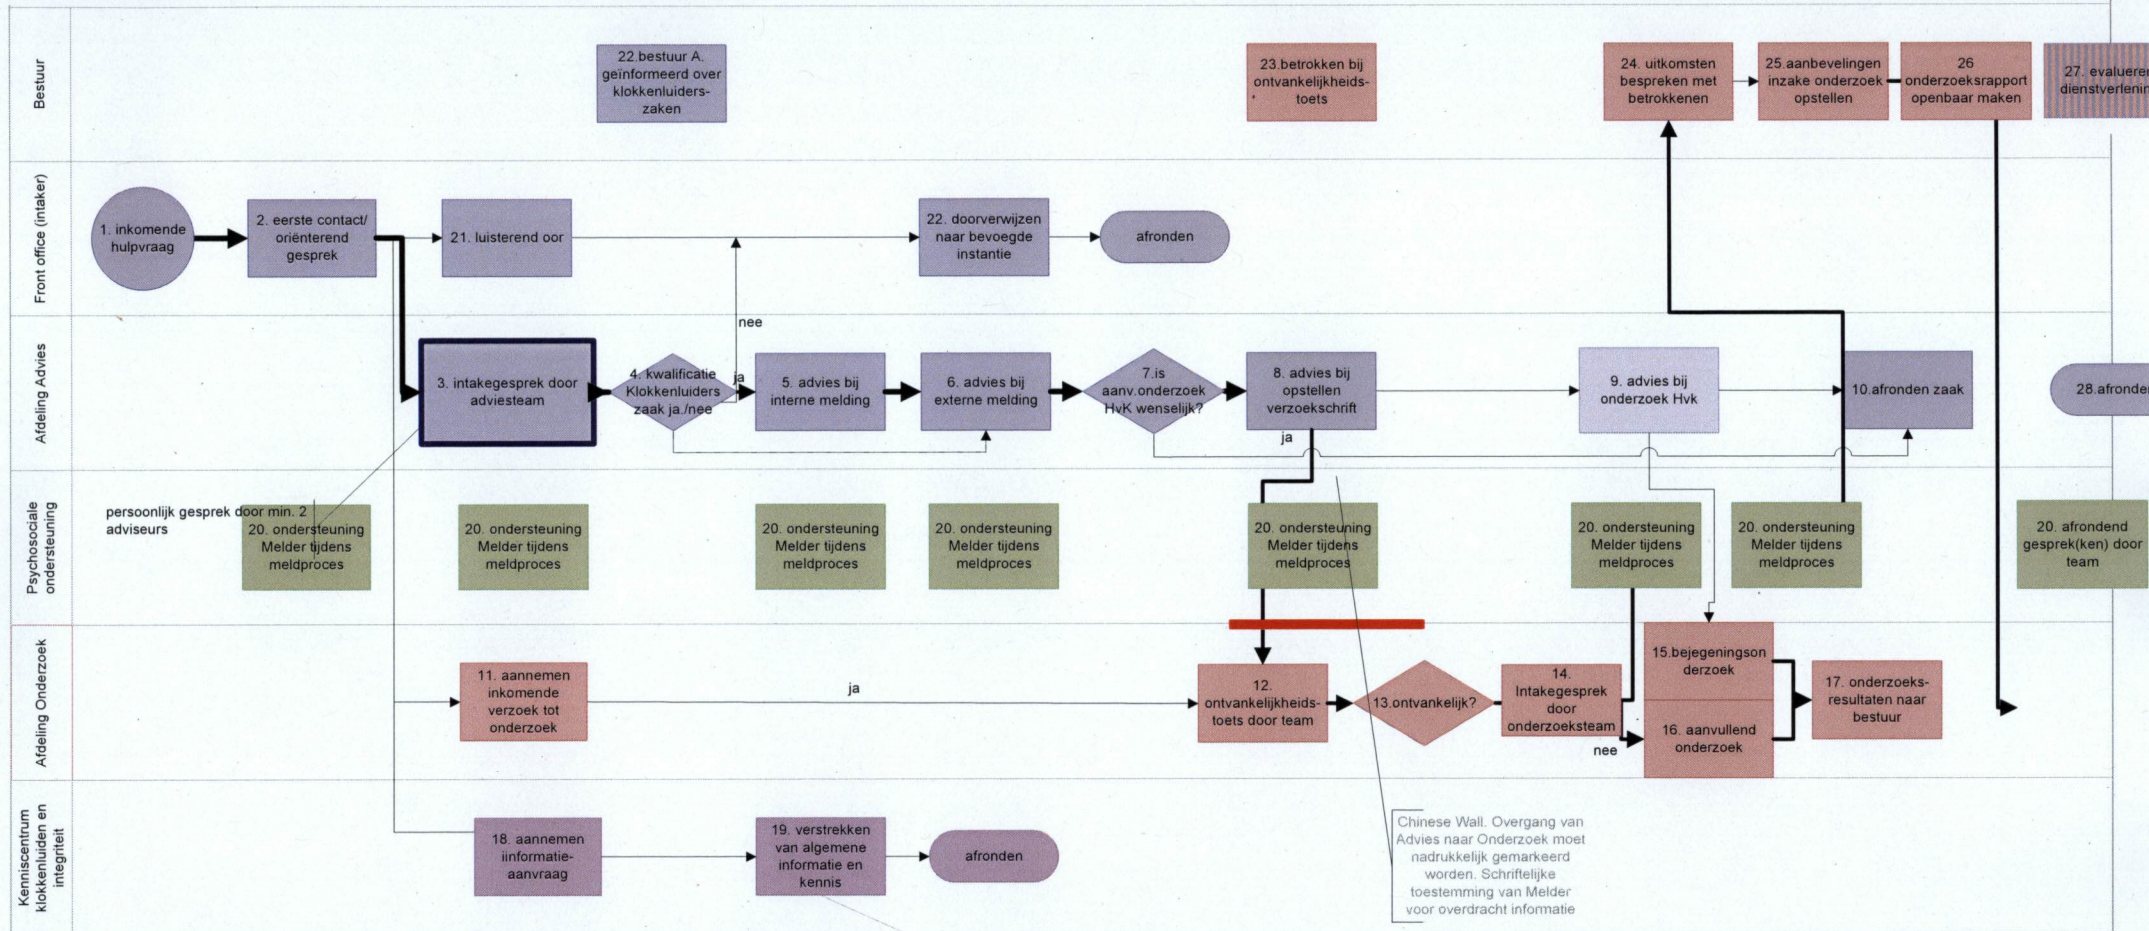 Bestuur
22.bestuur A.
geïnformeerd over
klokkenluiders-
zaken
23.betrokken bij
ontvankelijkheids-
toets
24. uitkomsten
bespreken met
betrokkenen
25.aanbevelingen
inzake onderzoek
opstellen
26
onderzoeksrapport
openbaar maken
27. evalueren
dienstverlenin
Front office (intaker)
1. inkomende
hulpvraag
2. eerste contact/
oriënterend
gesprek
21. luisterend oor
22. doorverwijzen
naar bevoegde
instantie
afronden
nee
Afdeling Advies
3. intakegesprek door
adviesteam
4. kwalificatie
Klokkenluiders
zaak ja./nee
ja
5. advies bij
interne melding
6. advies bij
externe melding
7.is
aanv.onderzoek
HvK wenselijk?
8. advies bij
opstellen
verzoekschrift
ja
9. advies bij
onderzoek Hvk
10.afronden zaak
28.afronden
Psychosociale
ondersteuning
persoonlijk gesprek door min. 2
adviseurs
20. ondersteuning
Melder tijdens
meldproces
20. ondersteuning
Melder tijdens
meldproces
20. ondersteuning
Melder tijdens
meldproces
20. ondersteuning
Melder tijdens
meldproces
20. ondersteuning
Melder tijdens
meldproces
20. ondersteuning
Melder tijdens
meldproces
20. ondersteuning
Melder tijdens
meldproces
20. afrondend
gesprek(ken) door
team
Afdeling Onderzoek
11. aannemen
inkomende
verzoek tot
onderzoek
ja
12.
ontvankelijkheids-
toets door team
13.ontvankelijk?
14.
Intakegesprek
door
onderzoeksteam
nee
15.bejegeningson
derzoek
16. aanvullend
onderzoek
17. onderzoeks-
resultaten naar
bestuur
Kenniscentrum
klokkenluiden en
integriteit
18. aannemen
iinformatie-
aanvraag
19. verstrekken
van algemene
informatie en
kennis
afronden
Chinese Wall. Overgang van
Advies naar Onderzoek moet
nadrukkelijk gemarkeerd
worden. Schriftelijke
toestemming van Melder
voor overdracht informatie